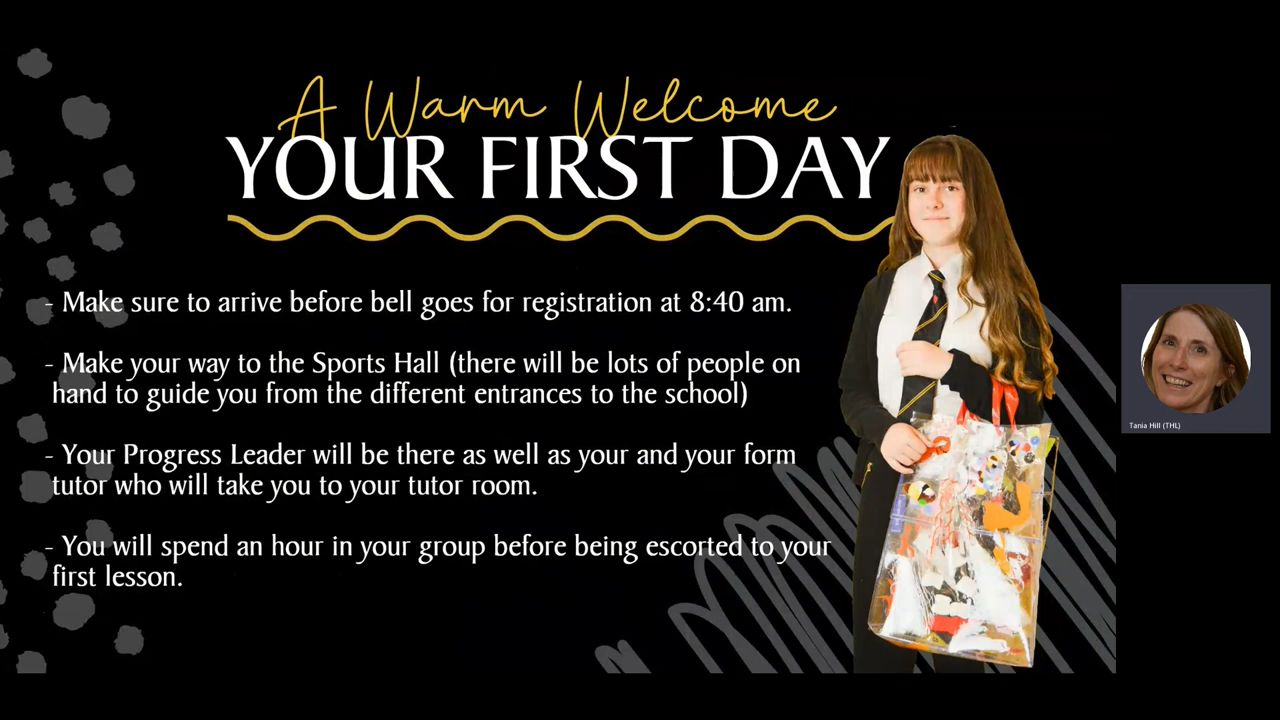 A Warm Welcome
YOUR FIRST DAY
- Make sure to arrive before bell goes for registration at 8:40 am.
- Make your way to the Sports Hall (there will be lots of people on
hand to guide you from the different entrances to the school)
- Your Progress Leader will be there as well as your and your form
tutor who will take you to your tutor room.
- You will spend an hour in your group before being escorted to your
first lesson.
Tania Hill (THL)